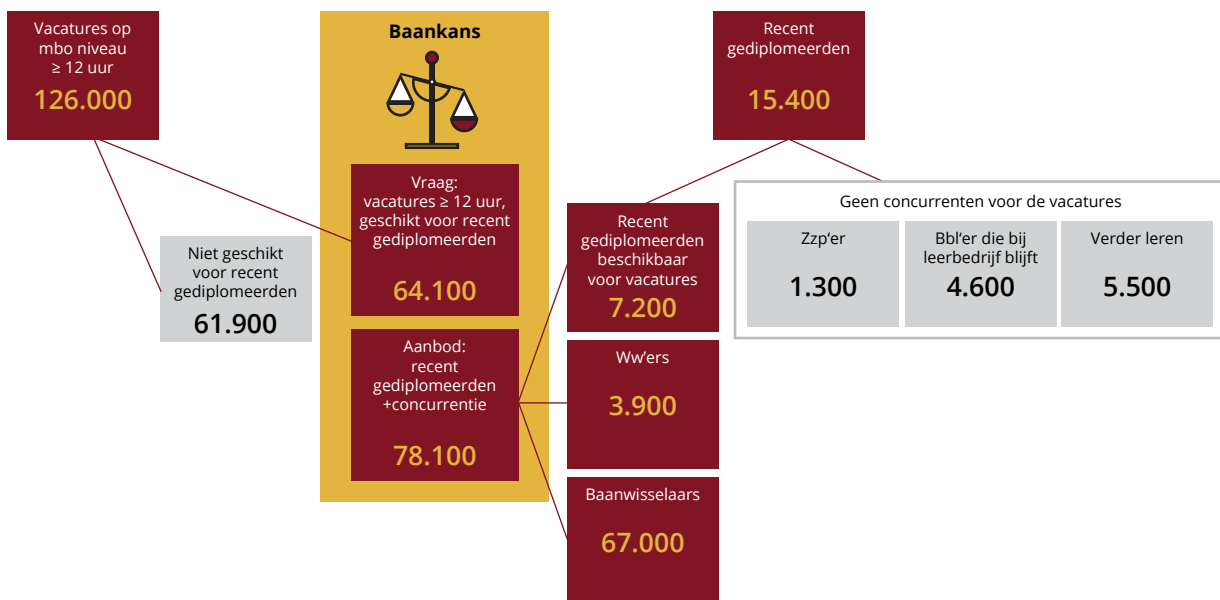 Vacatures op
mbo niveau
≥ 12 uur
126.000
Niet geschikt
voor recent
gediplomeerden
61.900
Baankans
Vraag:
vacatures ≥ 12 uur,
geschikt voor recent
gediplomeerden
64.100
Aanbod:
recent
gediplomeerden
+concurrentie
78.100
Recent
gediplomeerden
15.400
Recent
gediplomeerden
beschikbaar
voor vacatures
7.200
Ww'ers
3.900
Baanwisselaars
67.000
Geen concurrenten voor de vacatures
Zzp‘er
1.300
Bbl‘er die bij
leerbedrijf blijft
4.600
Verder leren
5.500